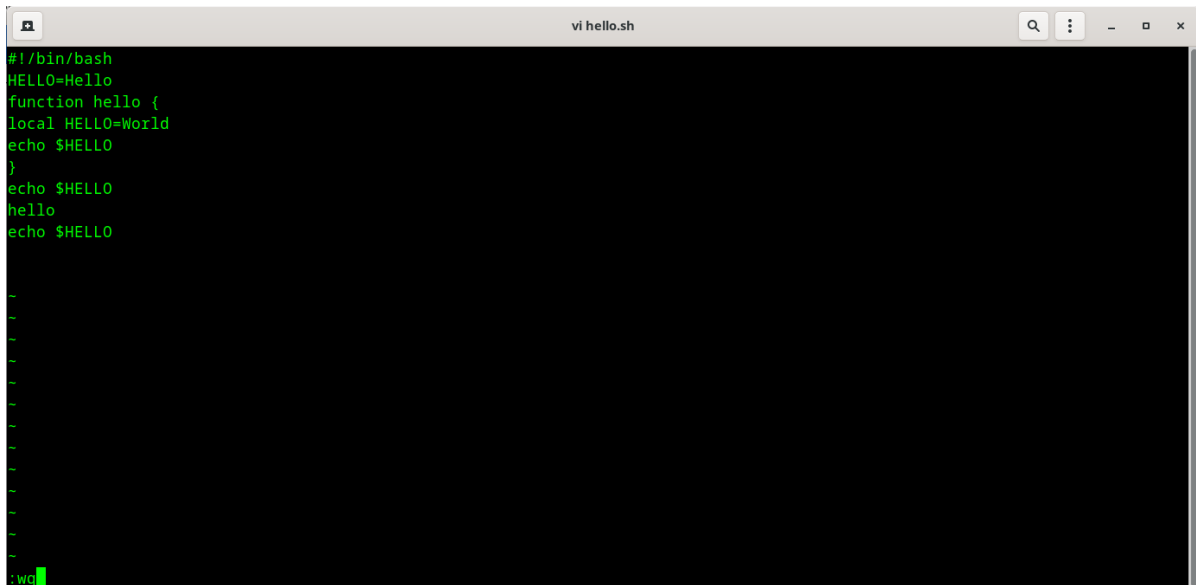 vi hello.sh
#!/bin/bash
HELLO=Hello
function hello {
local HELLO=World
echo $HELLO
}
echo $HELLO
hello
echo $HELLO
~
~
~
~
~
~
~
~
~
~
~
~
~
:wq